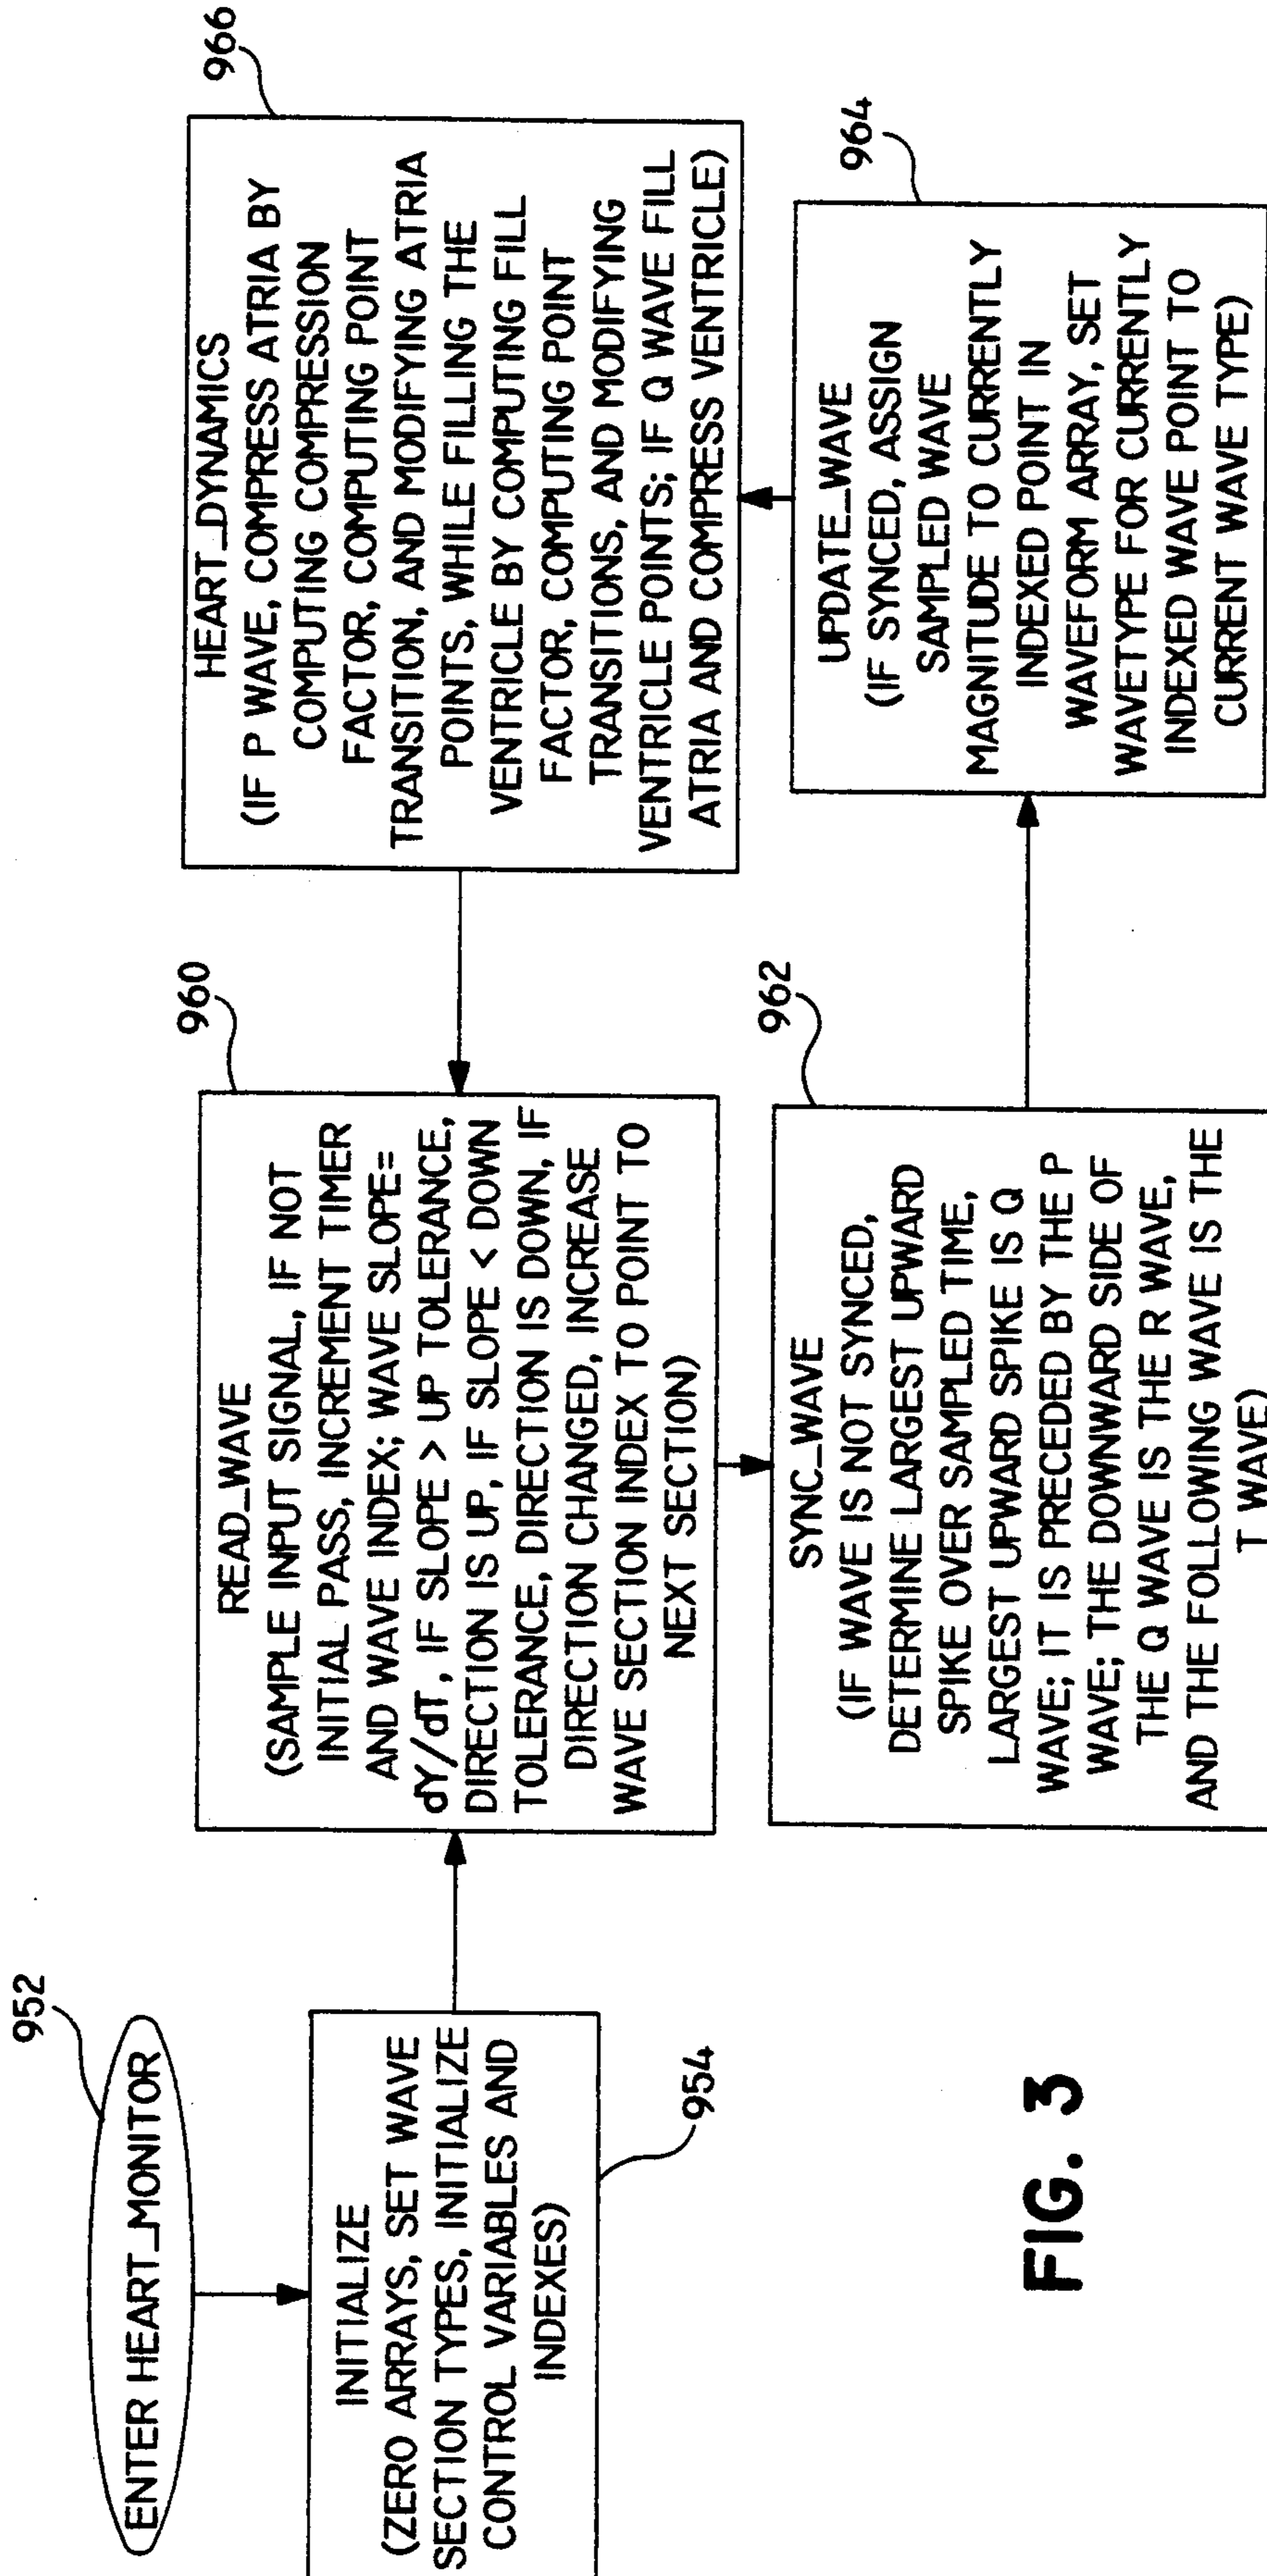 952
ENTER HEART_MONITOR
INITIALIZE
(ZERO ARRAYS, SET WAVE
SECTION TYPES, INITIALIZE
CONTROL VARIABLES AND
INDEXES)
954
960
READ_WAVE
(SAMPLE INPUT SIGNAL, IF NOT
INITIAL PASS, INCREMENT TIMER
AND WAVE INDEX; WAVE SLOPE=
dY/dT, IF SLOPE > UP TOLERANCE,
DIRECTION IS UP, IF SLOPE < DOWN
TOLERANCE, DIRECTION IS DOWN, IF
DIRECTION CHANGED, INCREASE
WAVE SECTION INDEX TO POINT TO
NEXT SECTION)
962
SYNC_WAVE
(IF WAVE IS NOT SYNCED,
DETERMINE LARGEST UPWARD
SPIKE OVER SAMPLED TIME,
LARGEST UPWARD SPIKE IS Q
WAVE; IT IS PRECEDED BY THE P
WAVE; THE DOWNWARD SIDE OF
THE Q WAVE IS THE R WAVE,
AND THE FOLLOWING WAVE IS THE
T WAVE)
964
UPDATE_WAVE
(IF SYNCED, ASSIGN
SAMPLED WAVE
MAGNITUDE TO CURRENTLY
INDEXED POINT IN
WAVEFORM ARRAY, SET
WAVETYPE FOR CURRENTLY
INDEXED WAVE POINT TO
CURRENT WAVE TYPE)
966
HEART_DYNAMICS
(IF P WAVE, COMPRESS ATRIA BY
COMPUTING COMPRESSION
FACTOR, COMPUTING POINT
TRANSITION, AND MODIFYING ATRIA
POINTS, WHILE FILLING THE
VENTRICLE BY COMPUTING FILL
FACTOR, COMPUTING POINT
TRANSITIONS, AND MODIFYING
VENTRICLE POINTS; IF Q WAVE FILL
ATRIA AND COMPRESS VENTRICLE)
FIG. 3